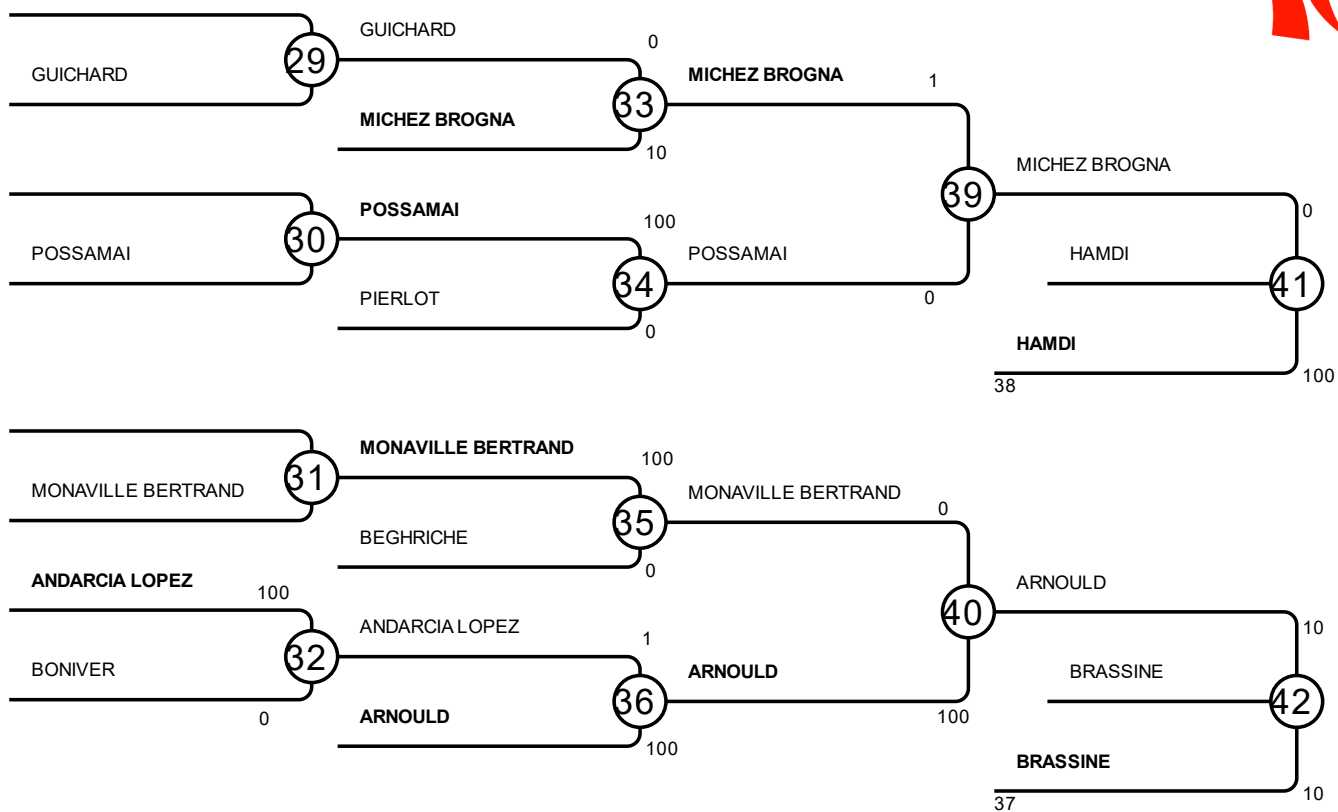 GUICHARD
0
GUICHARD
29
MICHEZ BROGNA
1
MICHEZ BROGNA
33
10
MICHEZ BROGNA
39
0
POSSAMAI
100
POSSAMAI
30
POSSAMAI
HAMDI
41
PIERLOT
34
0
0
HAMDI
38
100
MONAVILLE BERTRAND
100
MONAVILLE BERTRAND
31
MONAVILLE BERTRAND
0
BEGHRICHE
35
0
ANDARCIA LOPEZ
100
ARNOULD
40
10
ANDARCIA LOPEZ
1
BONIVER
32
0
ARNOULD
BRASSINE
42
ARNOULD
36
100
100
BRASSINE
37
10